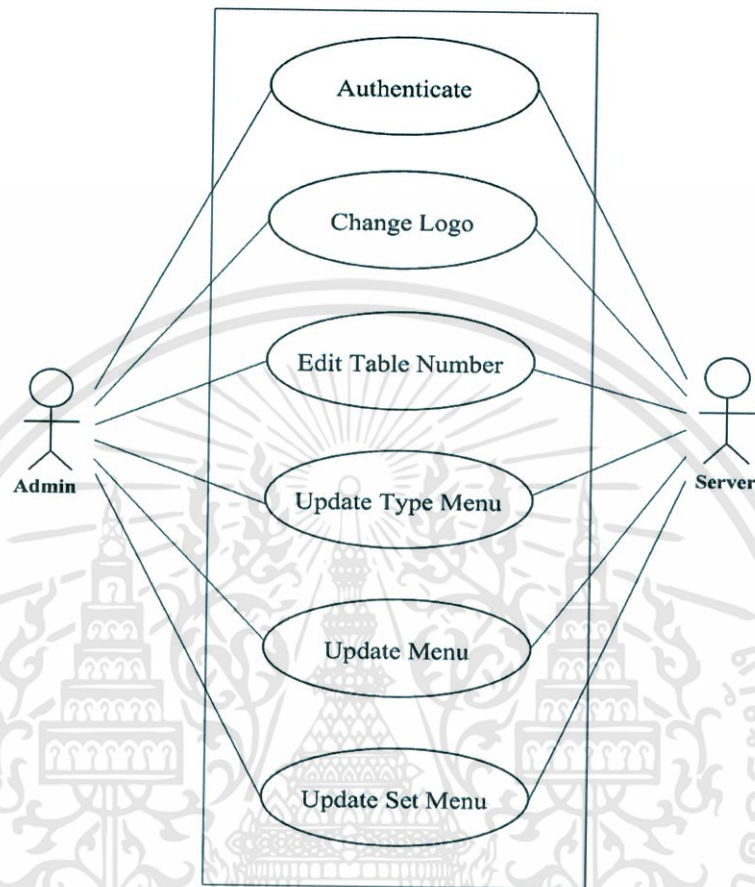 Authenticate
Change Logo
Edit Table Number
Admin
Server
Update Type Menu
Update Menu
Update Set Menu